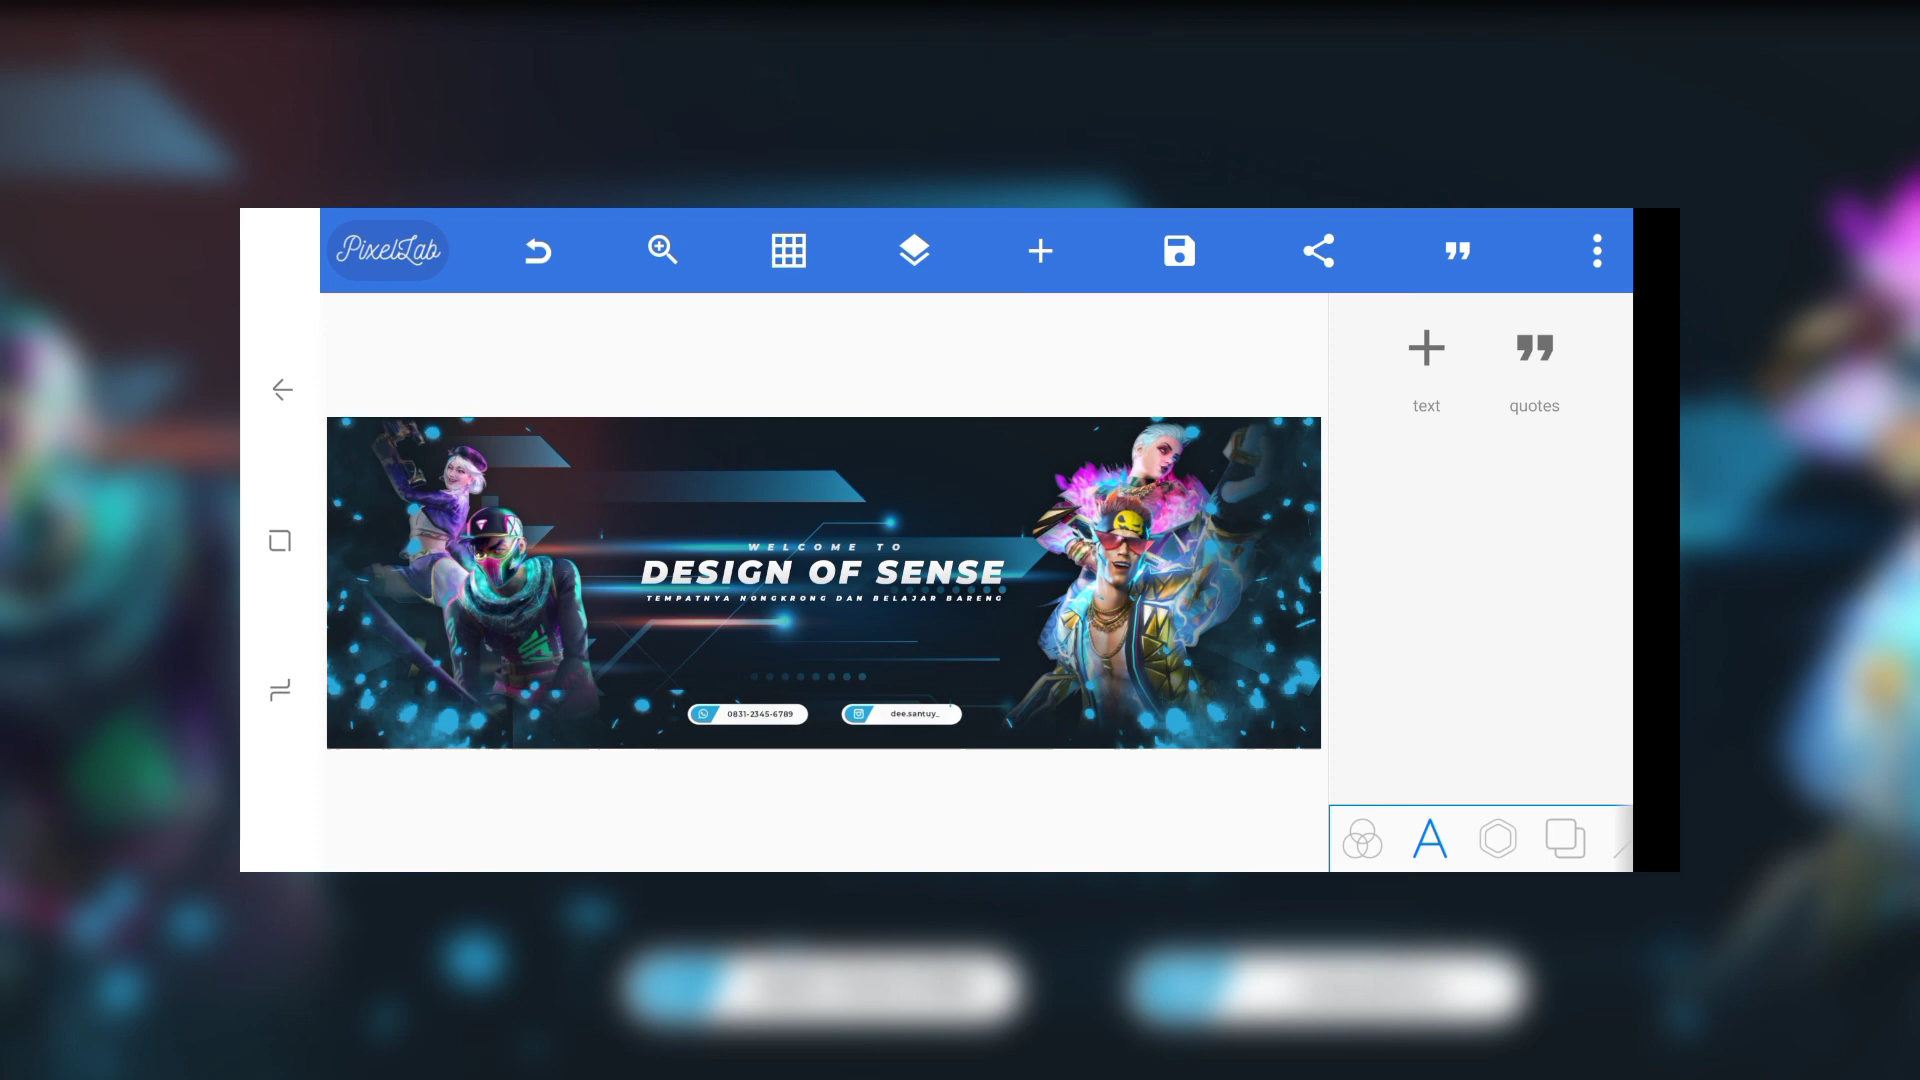 PixelLab
text
quotes
WELCOME TO
DESIGN OF SENSE
TEMPATNYA NONGKRONG DAN BELAJAR BARENG
0831-2345-6789
dee.santuy_